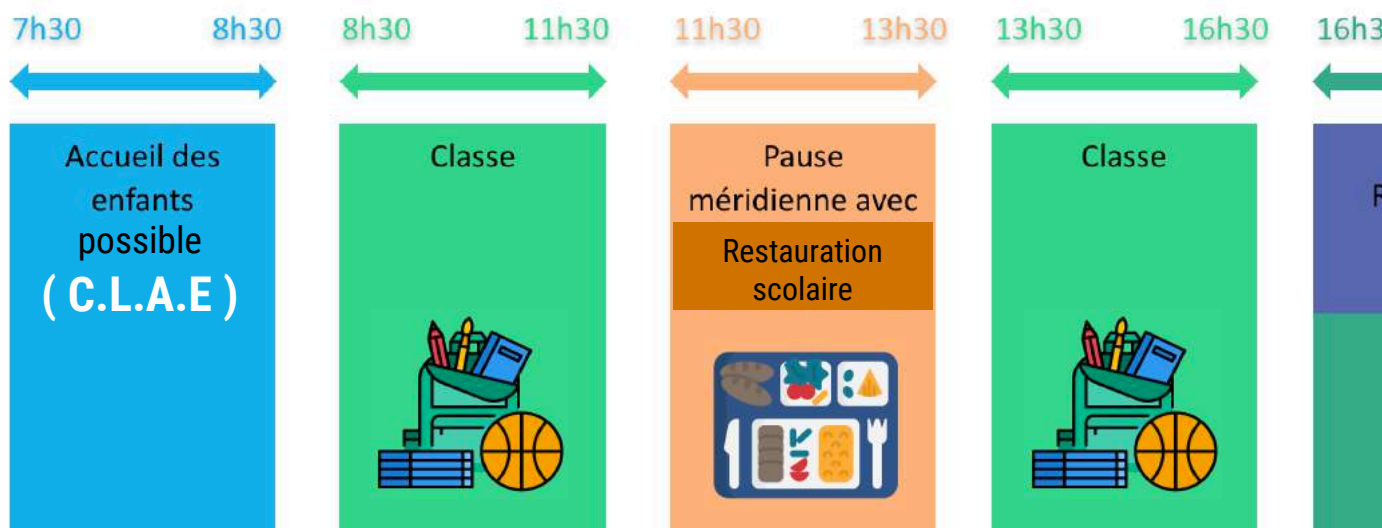 7h30 8h30 8h30 11h30 11h30 13h30 13h30 16h30
Accueil des
enfants
possible
( C.L.A.E )
Classe
Pause
méridienne avec
Restauration
scolaire
Classe